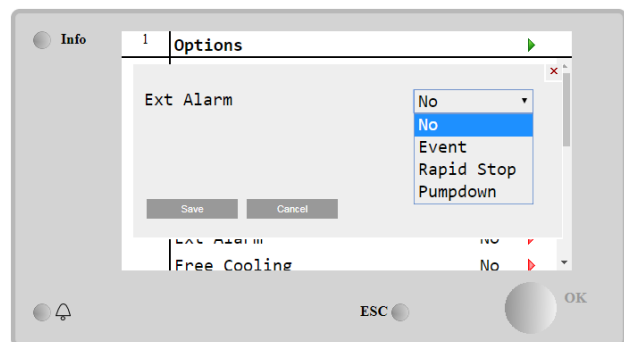 Info
1 Options
×
Ext Alarm No
No
Event
Rapid Stop
Pumpdown
Save Cancel
Ext Alarm No
Free Cooling No
ESC
OK